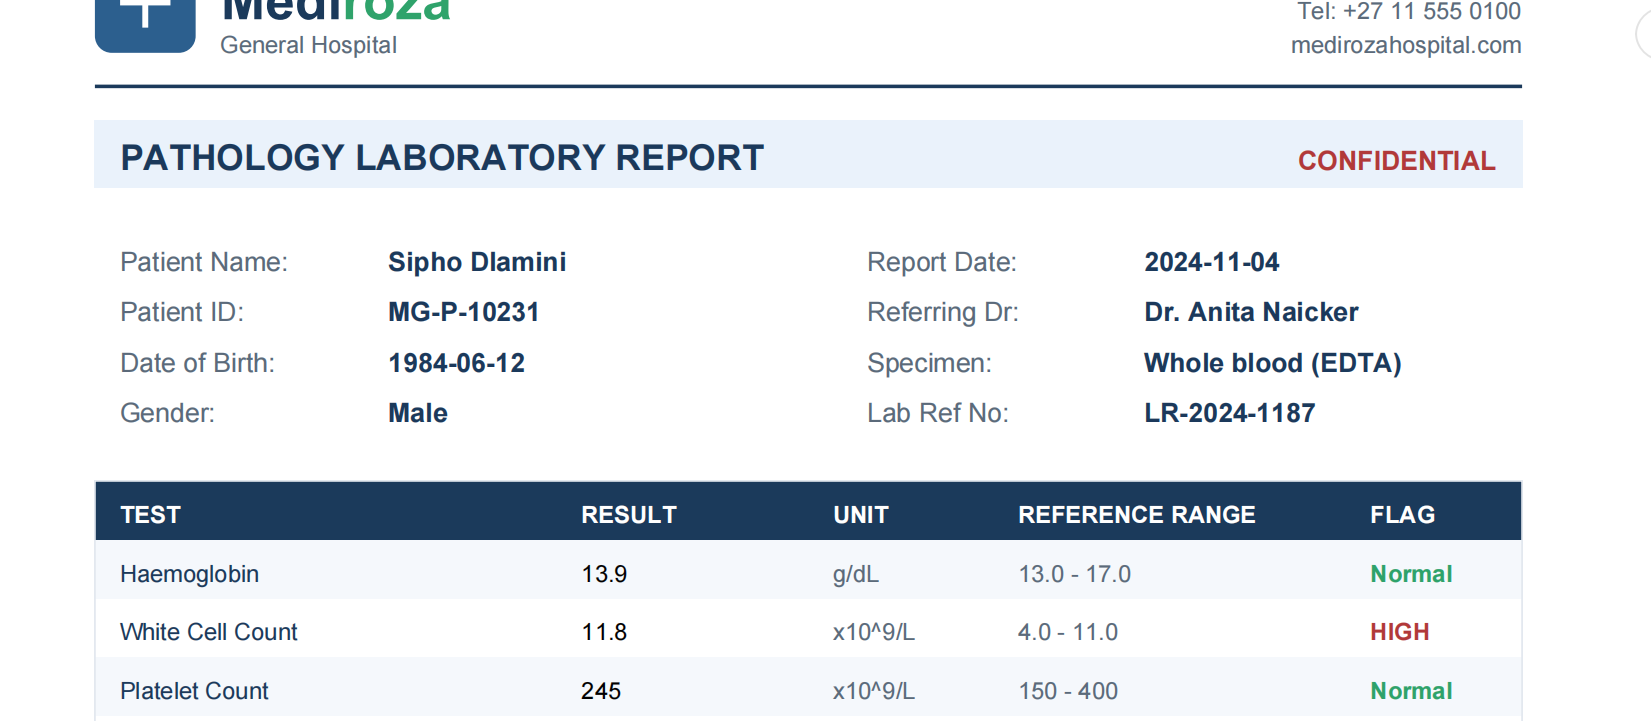 Mediroza
General Hospital
Tel: +27 11 555 0100
medirozahospital.com
PATHOLOGY LABORATORY REPORT CONFIDENTIAL
Patient Name: Sipho Dlamini Report Date: 2024-11-04
Patient ID: MG-P-10231 Referring Dr: Dr. Anita Naicker
Date of Birth: 1984-06-12 Specimen: Whole blood (EDTA)
Gender: Male Lab Ref No: LR-2024-1187
TEST RESULT UNIT REFERENCE RANGE FLAG
Haemoglobin 13.9 g/dL 13.0 - 17.0 Normal
White Cell Count 11.8 x10^9/L 4.0 - 11.0 HIGH
Platelet Count 245 x10^9/L 150 - 400 Normal